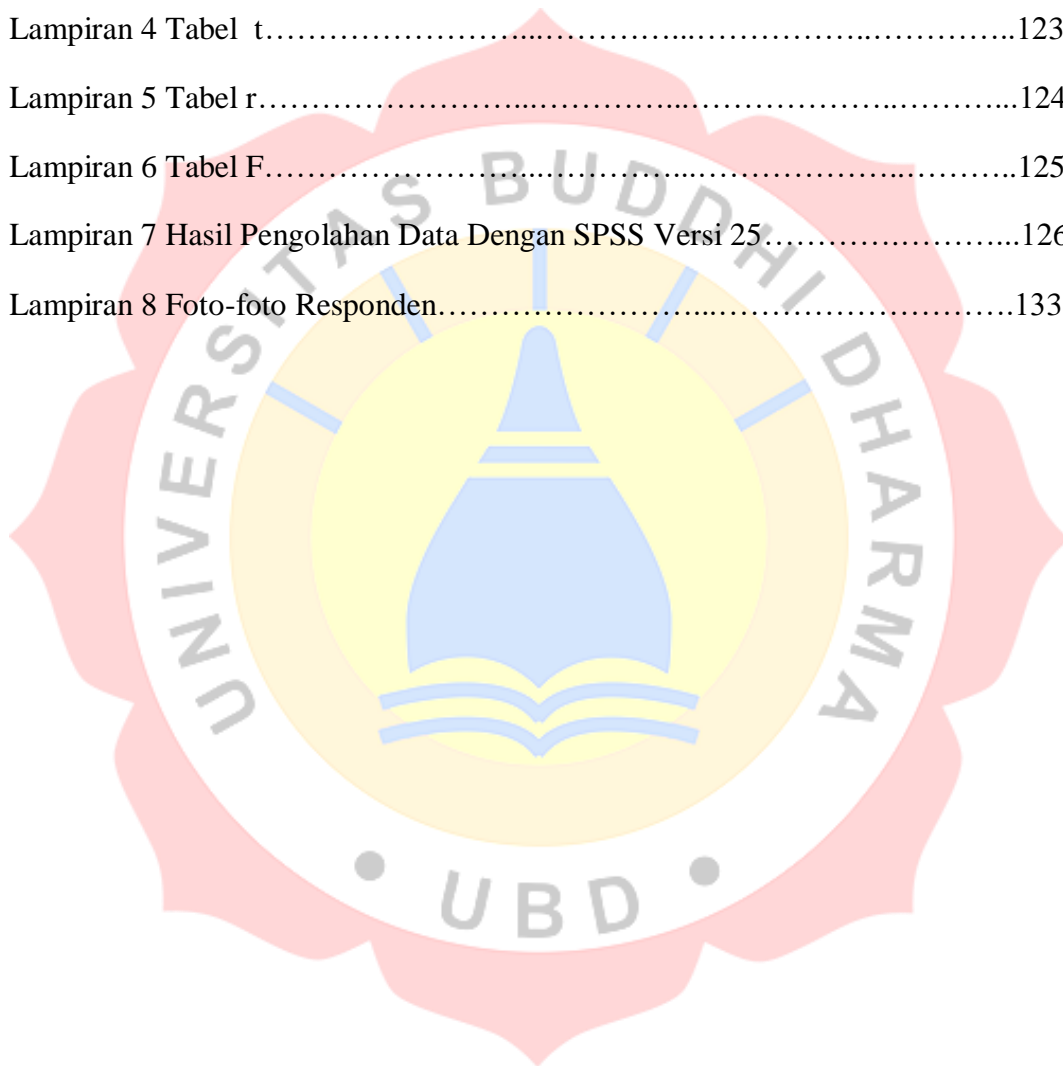 Lampiran 4 Tabel  t……………………...…………...……………..…………..123
Lampiran 5 Tabel r……………………...…………...………………..………...124
Lampiran 6 Tabel F……………………..…………...…………………..………..125
Lampiran 7 Hasil Pengolahan Data Dengan SPSS Versi 25………….………...126
Lampiran 8 Foto-foto Responden……….……………...……………………….133
UNIVERSITAS BUDDHI DHARMA
• UBD •